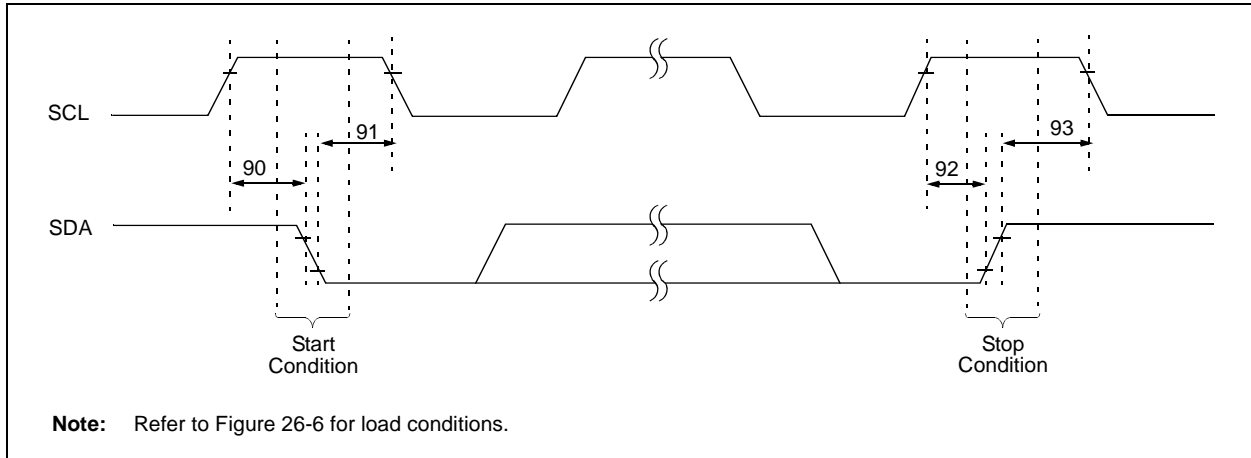 SCL
91
93
90
92
SDA
Start
Condition
Stop
Condition
Note: Refer to Figure 26-6 for load conditions.